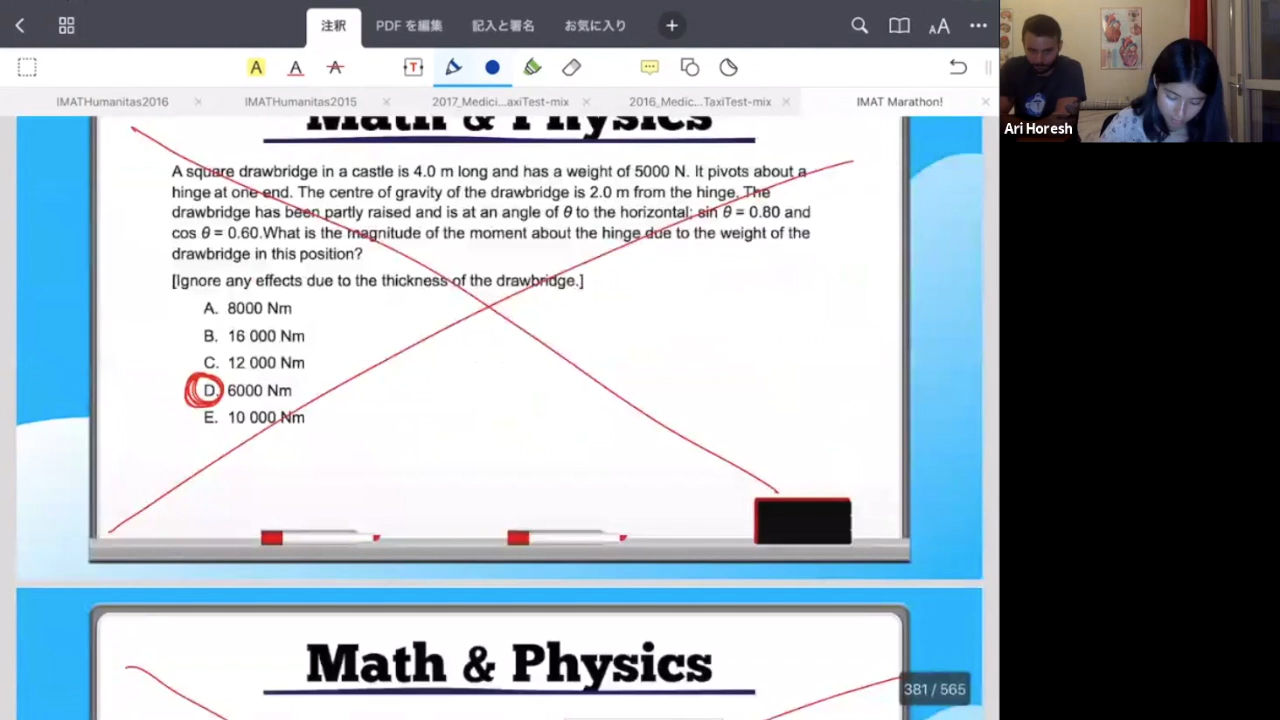 注釈
PDF を編集
記入と署名
お気に入り
IMATHumanitas2016
IMATHumanitas2015
2017_Medici...axiTest-mix
2016_Medic...TaxiTest-mix
IMAT Marathon!
Ari Horesh
Math & Physics
A square drawbridge in a castle is 4.0 m long and has a weight of 5000 N. It pivots about a
hinge at one end. The centre of gravity of the drawbridge is 2.0 m from the hinge. The
drawbridge has been partly raised and is at an angle of θ to the horizontal; sin θ = 0.80 and
cos θ = 0.60.What is the magnitude of the moment about the hinge due to the weight of the
drawbridge in this position?
[Ignore any effects due to the thickness of the drawbridge.]
A. 8000 Nm
B. 16 000 Nm
C. 12 000 Nm
D. 6000 Nm
E. 10 000 Nm
Math & Physics
381 / 565